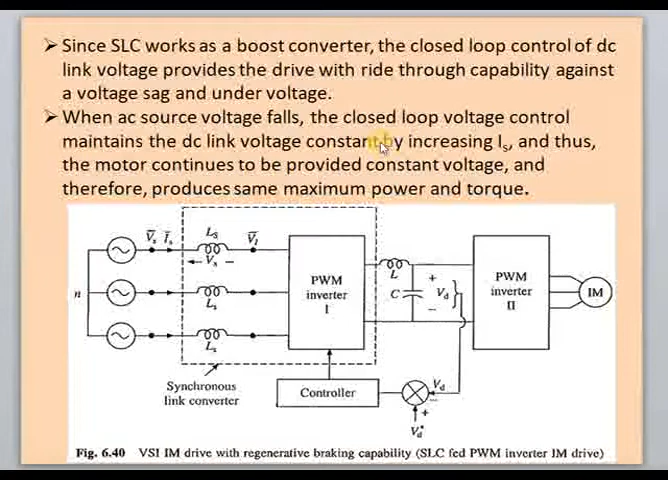 ➤ Since SLC works as a boost converter, the closed loop control of dc
link voltage provides the drive with ride through capability against
a voltage sag and under voltage.
➤ When ac source voltage falls, the closed loop voltage control
maintains the dc link voltage constant by increasing Is, and thus,
the motor continues to be provided constant voltage, and
therefore, produces same maximum power and torque.
V̄s Īs Ls V̄I
← Vs −
n
Ls
Ls
PWM
inverter
I
L
C
+
Vd
−
PWM
inverter
II
IM
Synchronous
link converter
Controller
Vd
−
+
Vd*
Fig. 6.40 VSI IM drive with regenerative braking capability (SLC fed PWM inverter IM drive)